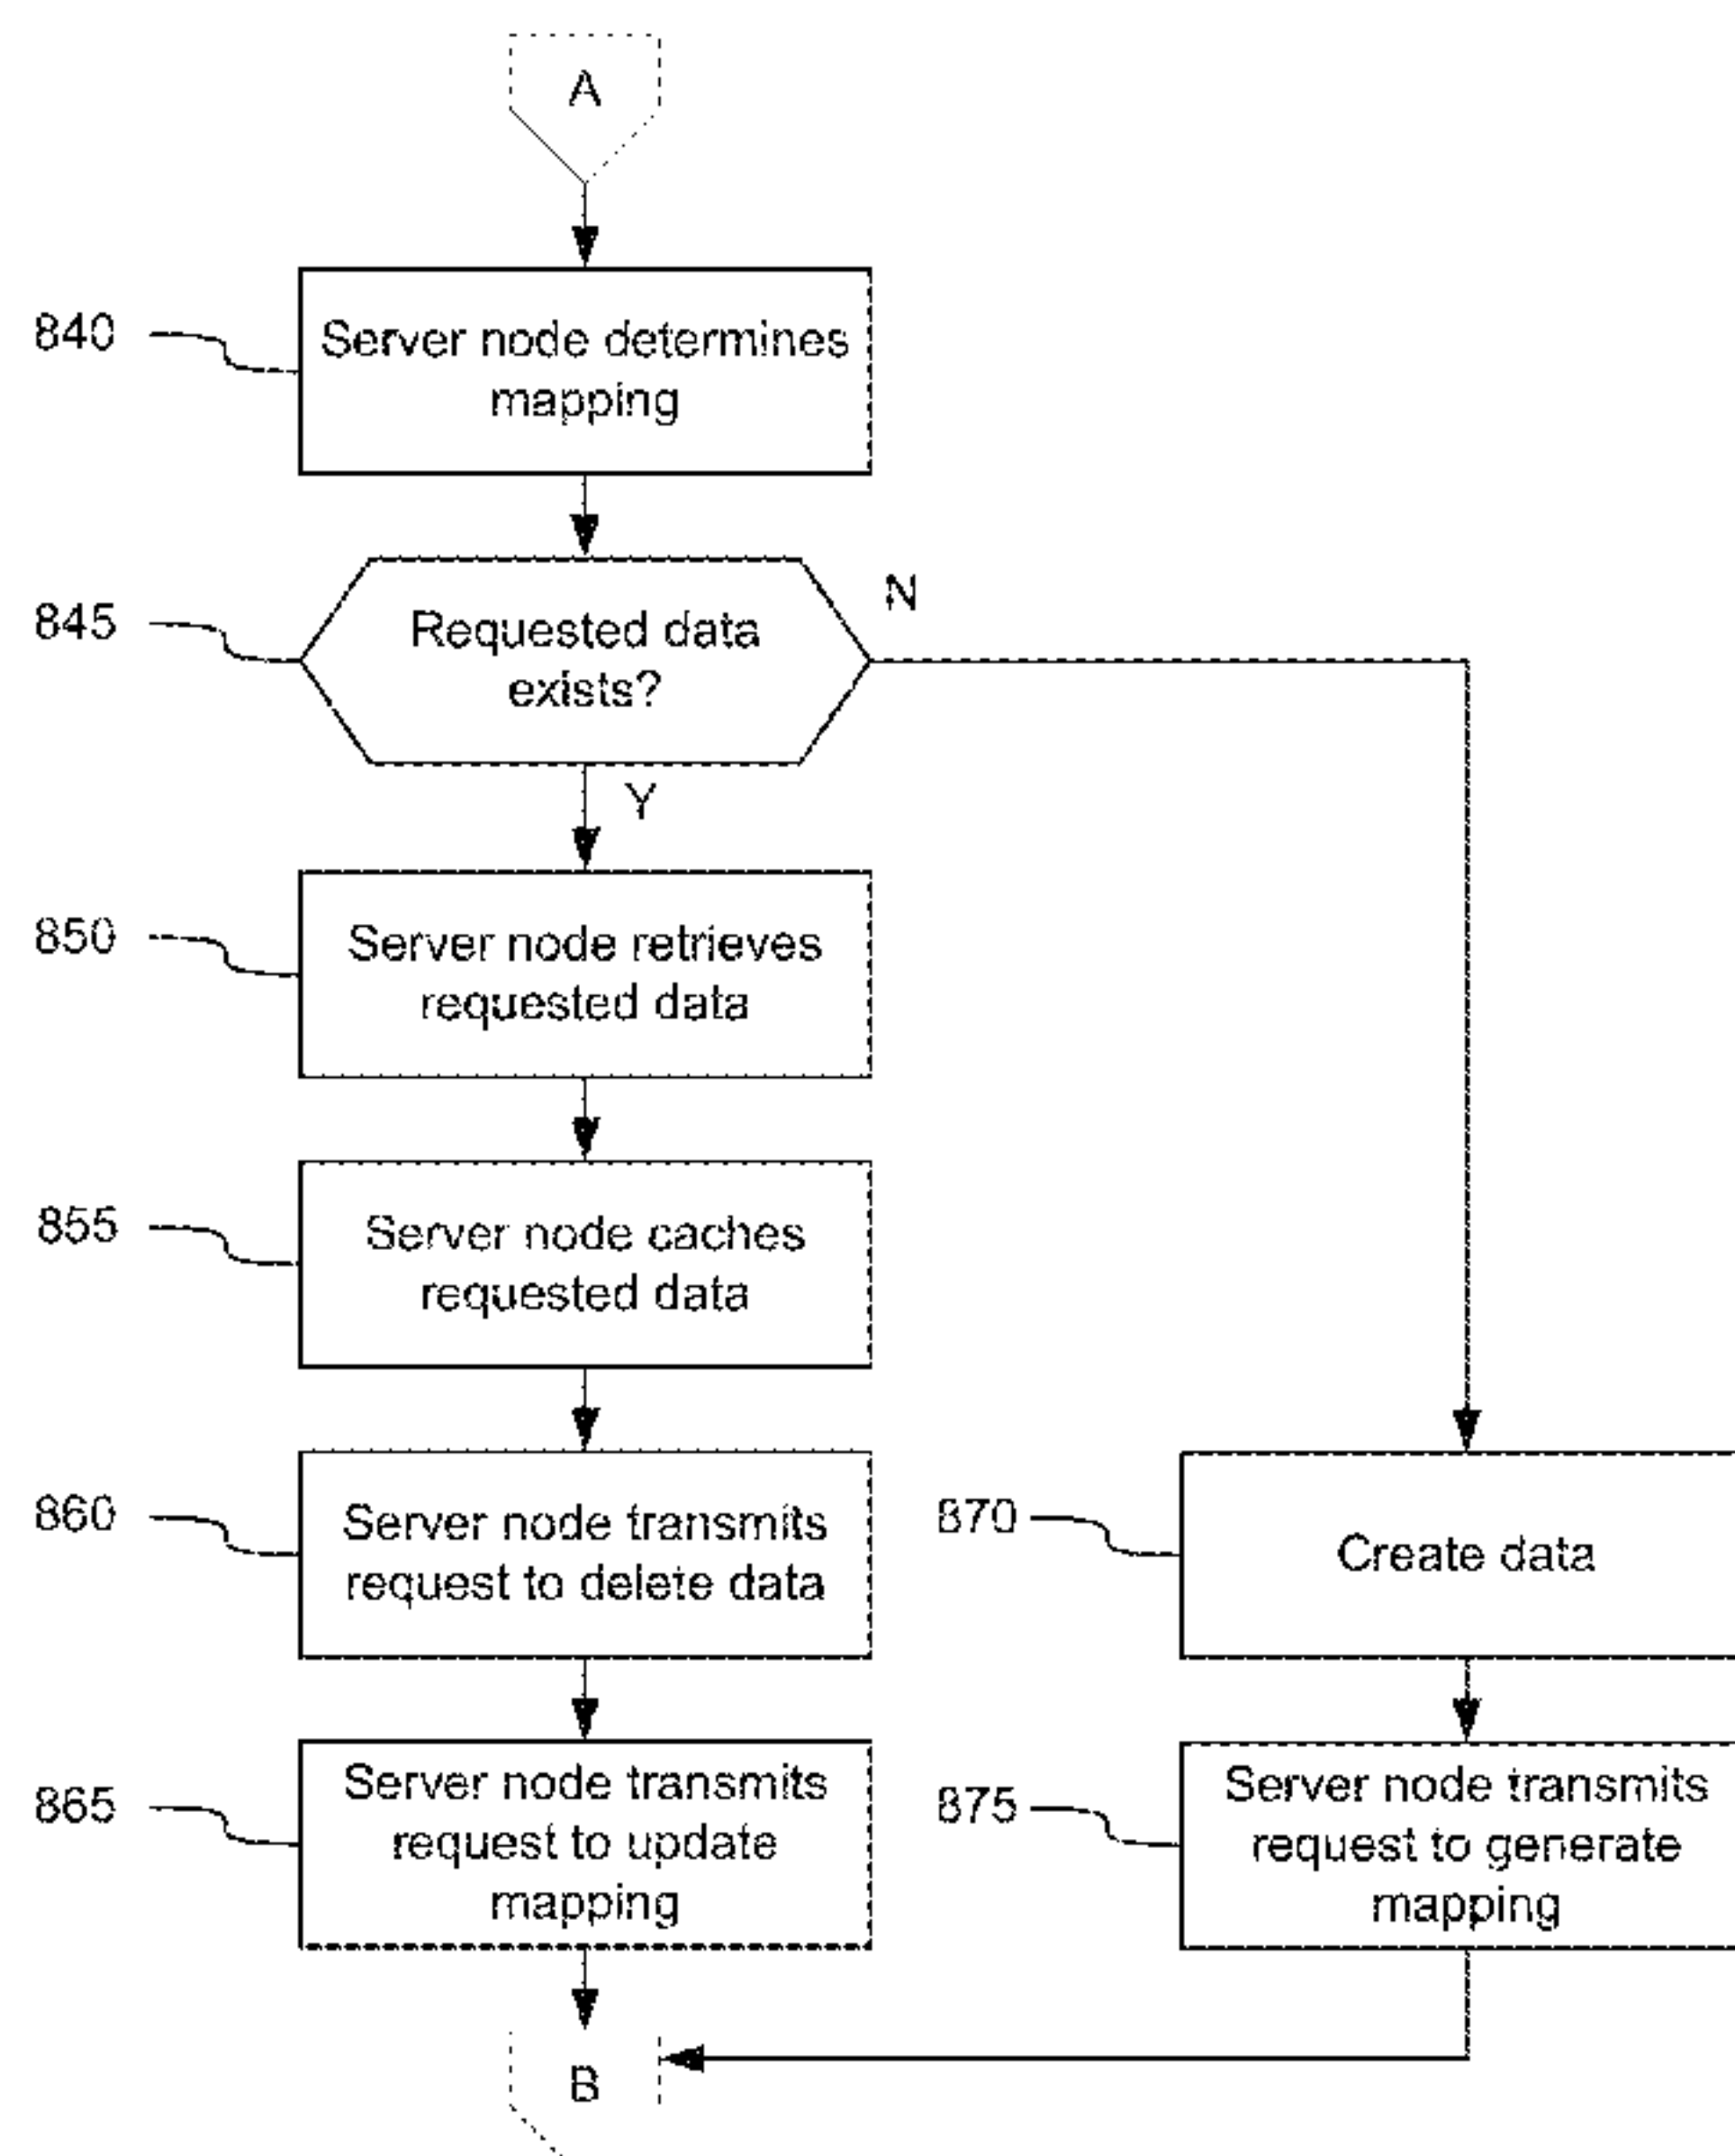 A
840
Server node determines
mapping
845
Requested data
exists?
N
Y
850
Server node retrieves
requested data
855
Server node caches
requested data
860
Server node transmits
request to delete data
870
Create data
865
Server node transmits
request to update
mapping
875
Server node transmits
request to generate
mapping
B